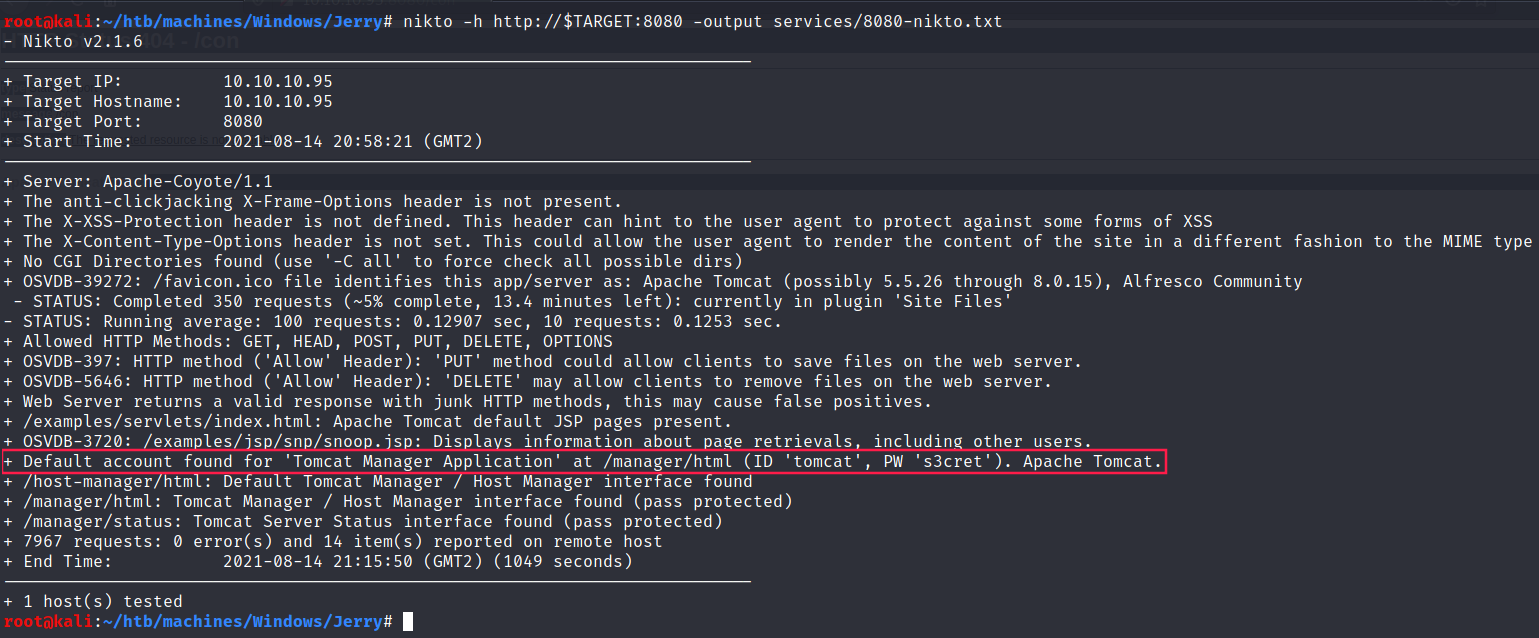 root@kali:~/htb/machines/Windows/Jerry# nikto -h http://$TARGET:8080 -output services/8080-nikto.txt
- Nikto v2.1.6
+ Target IP:          10.10.10.95
+ Target Hostname:    10.10.10.95
+ Target Port:        8080
+ Start Time:         2021-08-14 20:58:21 (GMT2)
+ Server: Apache-Coyote/1.1
+ The anti-clickjacking X-Frame-Options header is not present.
+ The X-XSS-Protection header is not defined. This header can hint to the user agent to protect against some forms of XSS
+ The X-Content-Type-Options header is not set. This could allow the user agent to render the content of the site in a different fashion to the MIME type
+ No CGI Directories found (use '-C all' to force check all possible dirs)
+ OSVDB-39272: /favicon.ico file identifies this app/server as: Apache Tomcat (possibly 5.5.26 through 8.0.15), Alfresco Community
- STATUS: Completed 350 requests (~5% complete, 13.4 minutes left): currently in plugin 'Site Files'
- STATUS: Running average: 100 requests: 0.12907 sec, 10 requests: 0.1253 sec.
+ Allowed HTTP Methods: GET, HEAD, POST, PUT, DELETE, OPTIONS
+ OSVDB-397: HTTP method ('Allow' Header): 'PUT' method could allow clients to save files on the web server.
+ OSVDB-5646: HTTP method ('Allow' Header): 'DELETE' may allow clients to remove files on the web server.
+ Web Server returns a valid response with junk HTTP methods, this may cause false positives.
+ /examples/servlets/index.html: Apache Tomcat default JSP pages present.
+ OSVDB-3720: /examples/jsp/snp/snoop.jsp: Displays information about page retrievals, including other users.
+ Default account found for 'Tomcat Manager Application' at /manager/html (ID 'tomcat', PW 's3cret'). Apache Tomcat.
+ /host-manager/html: Default Tomcat Manager / Host Manager interface found
+ /manager/html: Tomcat Manager / Host Manager interface found (pass protected)
+ /manager/status: Tomcat Server Status interface found (pass protected)
+ 7967 requests: 0 error(s) and 14 item(s) reported on remote host
+ End Time:           2021-08-14 21:15:50 (GMT2) (1049 seconds)
+ 1 host(s) tested
root@kali:~/htb/machines/Windows/Jerry#